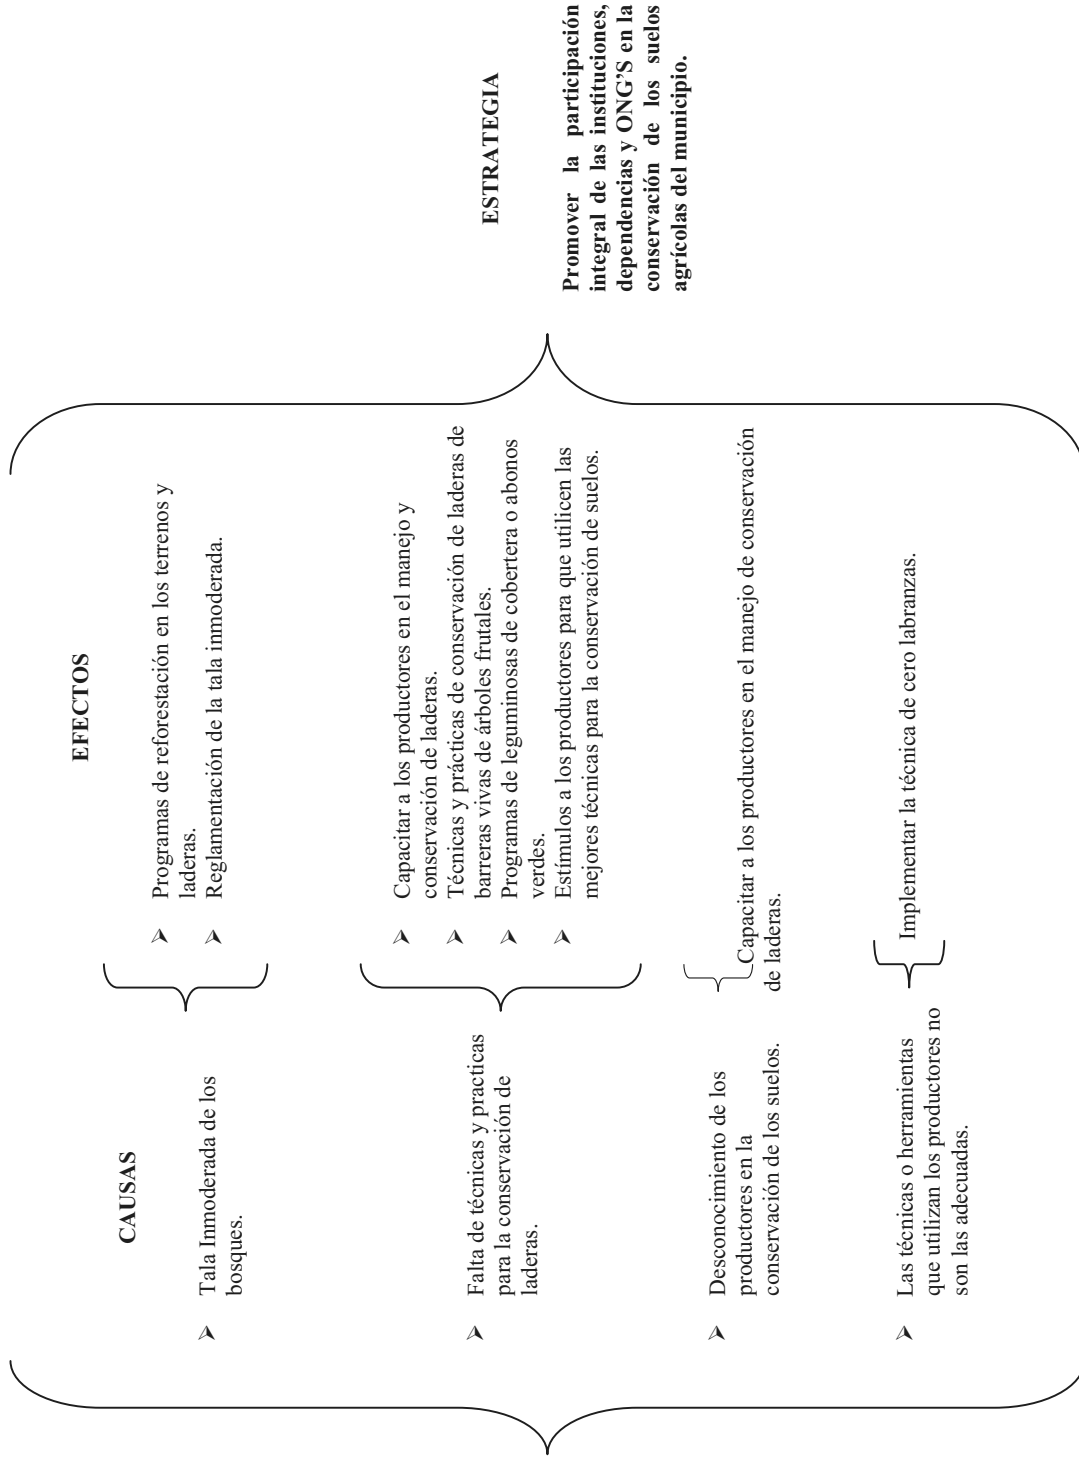 CAUSAS
Tala Inmoderada de los
bosques.
Falta de técnicas y practicas
para la conservación de
laderas.
Desconocimiento de los
productores en la
conservación de los suelos.
Las técnicas o herramientas
que utilizan los productores no
son las adecuadas.
EFECTOS
Programas de reforestación en los terrenos y
laderas.
Reglamentación de la tala inmoderada.
Capacitar a los productores en el manejo y
conservación de laderas.
Técnicas y prácticas de conservación de laderas de
barreras vivas de árboles frutales.
Programas de leguminosas de cobertera o abonos
verdes.
Estímulos a los productores para que utilicen las
mejores técnicas para la conservación de suelos.
Capacitar a los productores en el manejo de conservación
de laderas.
Implementar la técnica de cero labranzas.
ESTRATEGIA
Promover la participación
integral de las instituciones,
dependencias y ONG'S en la
conservación de los suelos
agrícolas del municipio.